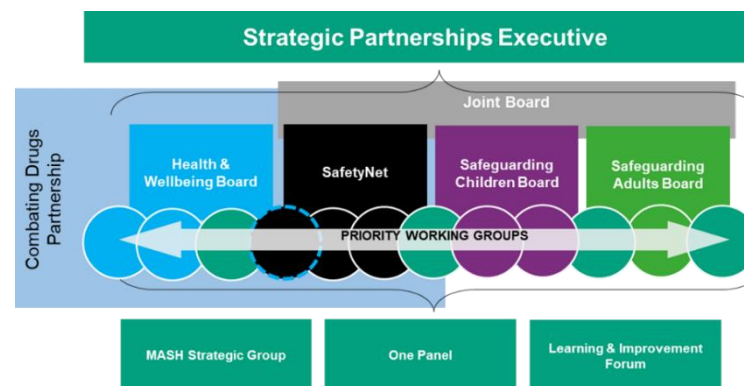 Strategic Partnerships Executive
Joint Board
Combating Drugs
Partnership
Health &
Wellbeing Board
SafetyNet
Safeguarding
Children Board
Safeguarding
Adults Board
PRIORITY WORKING GROUPS
MASH Strategic Group
One Panel
Learning & Improvement
Forum